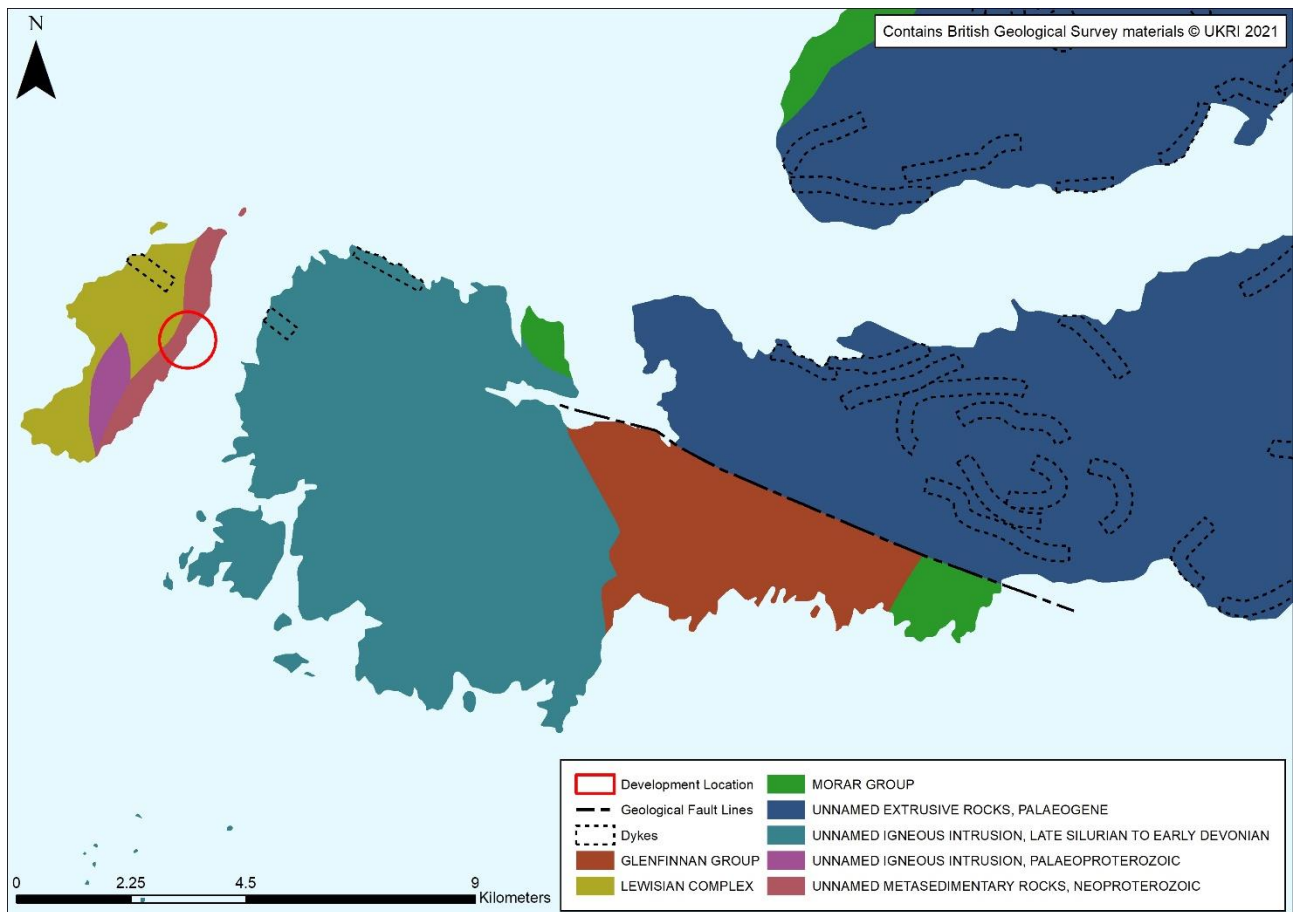 N
Contains British Geological Survey materials © UKRI 2021
Development Location
Geological Fault Lines
Dykes
GLENFINNAN GROUP
LEWISIAN COMPLEX
MORAR GROUP
UNNAMED EXTRUSIVE ROCKS, PALAEOGENE
UNNAMED IGNEOUS INTRUSION, LATE SILURIAN TO EARLY DEVONIAN
UNNAMED IGNEOUS INTRUSION, PALAEOPROTEROZOIC
UNNAMED METASEDIMENTARY ROCKS, NEOPROTEROZOIC
0 2.25 4.5 9
Kilometers